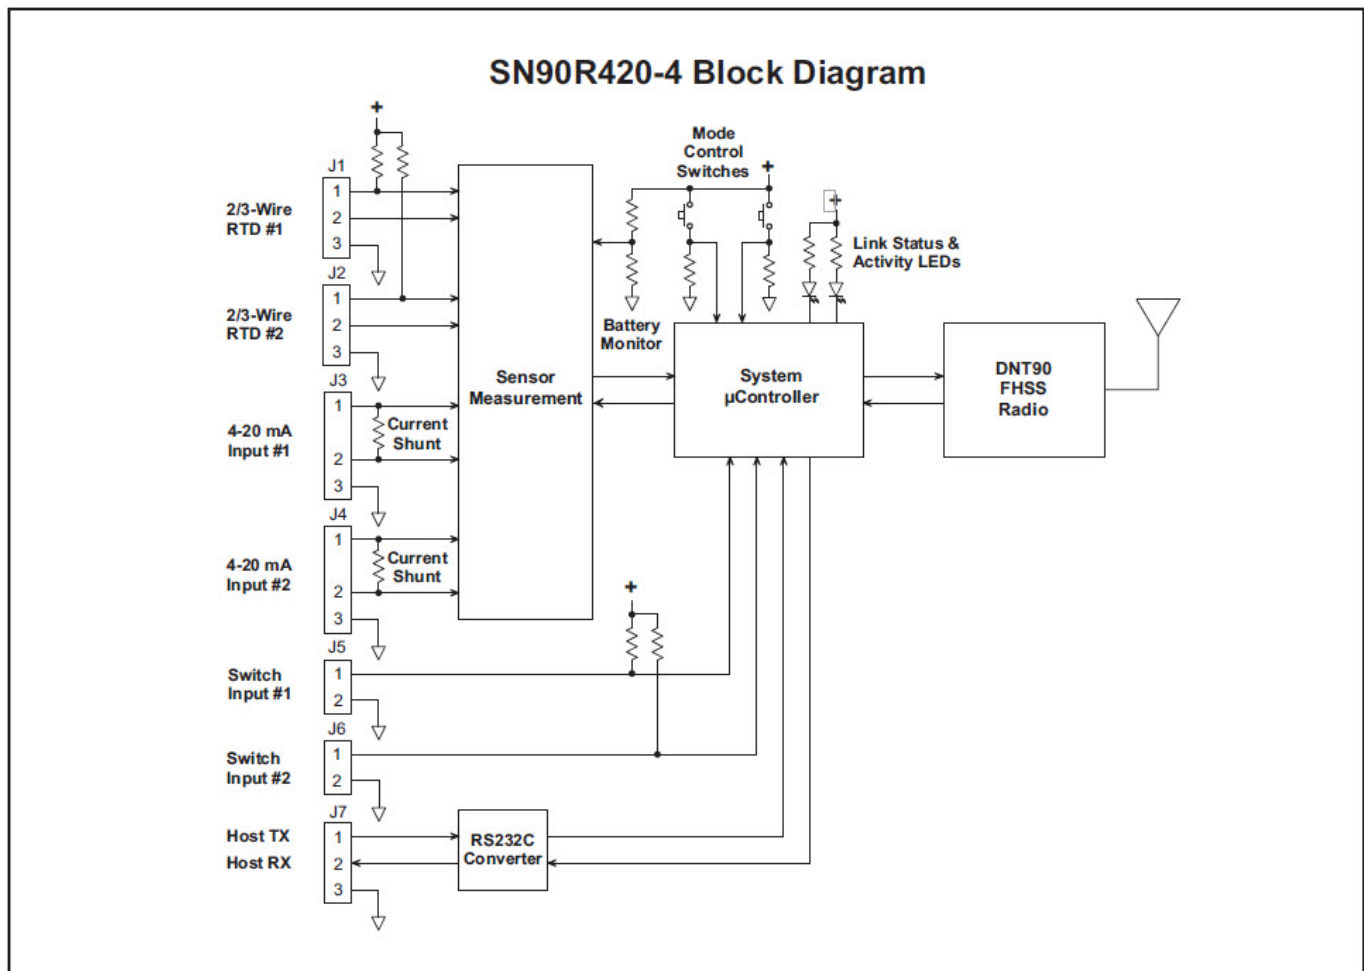 SN90R420-4 Block Diagram
+
Mode
Control
Switches
+
+
J1
1
2
3
2/3-Wire
RTD #1
Link Status &
Activity LEDs
J2
1
2
3
2/3-Wire
RTD #2
Battery
Monitor
Sensor
Measurement
System
µController
DNT90
FHSS
Radio
J3
1
2
3
4-20 mA
Input #1
Current
Shunt
J4
1
2
3
4-20 mA
Input #2
Current
Shunt
+
J5
1
2
Switch
Input #1
J6
1
2
Switch
Input #2
J7
1
2
3
Host TX
Host RX
RS232C
Converter